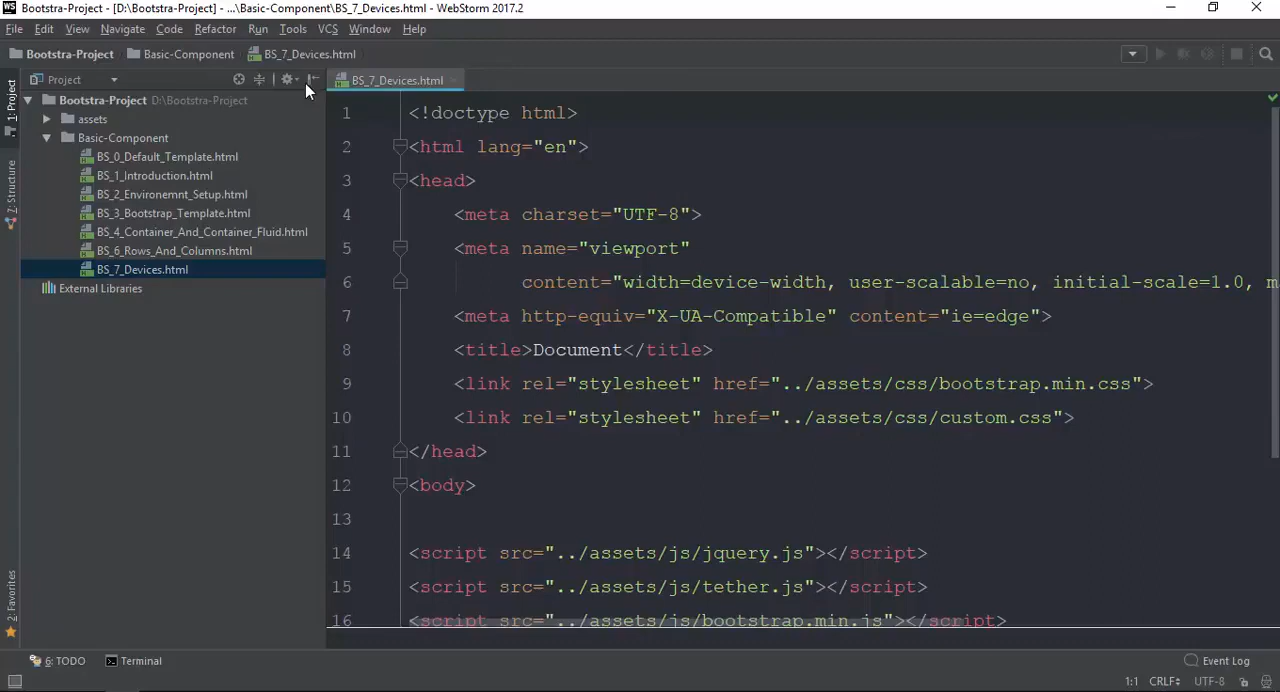 WS Bootstra-Project - [D:\Bootstra-Project] - ...\Basic-Component\BS_7_Devices.html - WebStorm 2017.2
File Edit View Navigate Code Refactor Run Tools VCS Window Help
Bootstra-Project Basic-Component BS_7_Devices.html
1: Project
Z: Structure
2: Favorites
Project
Bootstra-Project D:\Bootstra-Project
assets
Basic-Component
BS_0_Default_Template.html
BS_1_Introduction.html
BS_2_Environemnt_Setup.html
BS_3_Bootstrap_Template.html
BS_4_Container_And_Container_Fluid.html
BS_6_Rows_And_Columns.html
BS_7_Devices.html
External Libraries
BS_7_Devices.html
1 <!doctype html>
2 <html lang="en">
3 <head>
4 <meta charset="UTF-8">
5 <meta name="viewport"
6 content="width=device-width, user-scalable=no, initial-scale=1.0, m
7 <meta http-equiv="X-UA-Compatible" content="ie=edge">
8 <title>Document</title>
9 <link rel="stylesheet" href="../assets/css/bootstrap.min.css">
10 <link rel="stylesheet" href="../assets/css/custom.css">
11 </head>
12 <body>
13
14 <script src="../assets/js/jquery.js"></script>
15 <script src="../assets/js/tether.js"></script>
16 <script src="../assets/js/bootstrap.min.js"></script>
6: TODO Terminal Event Log
1:1 CRLF UTF-8